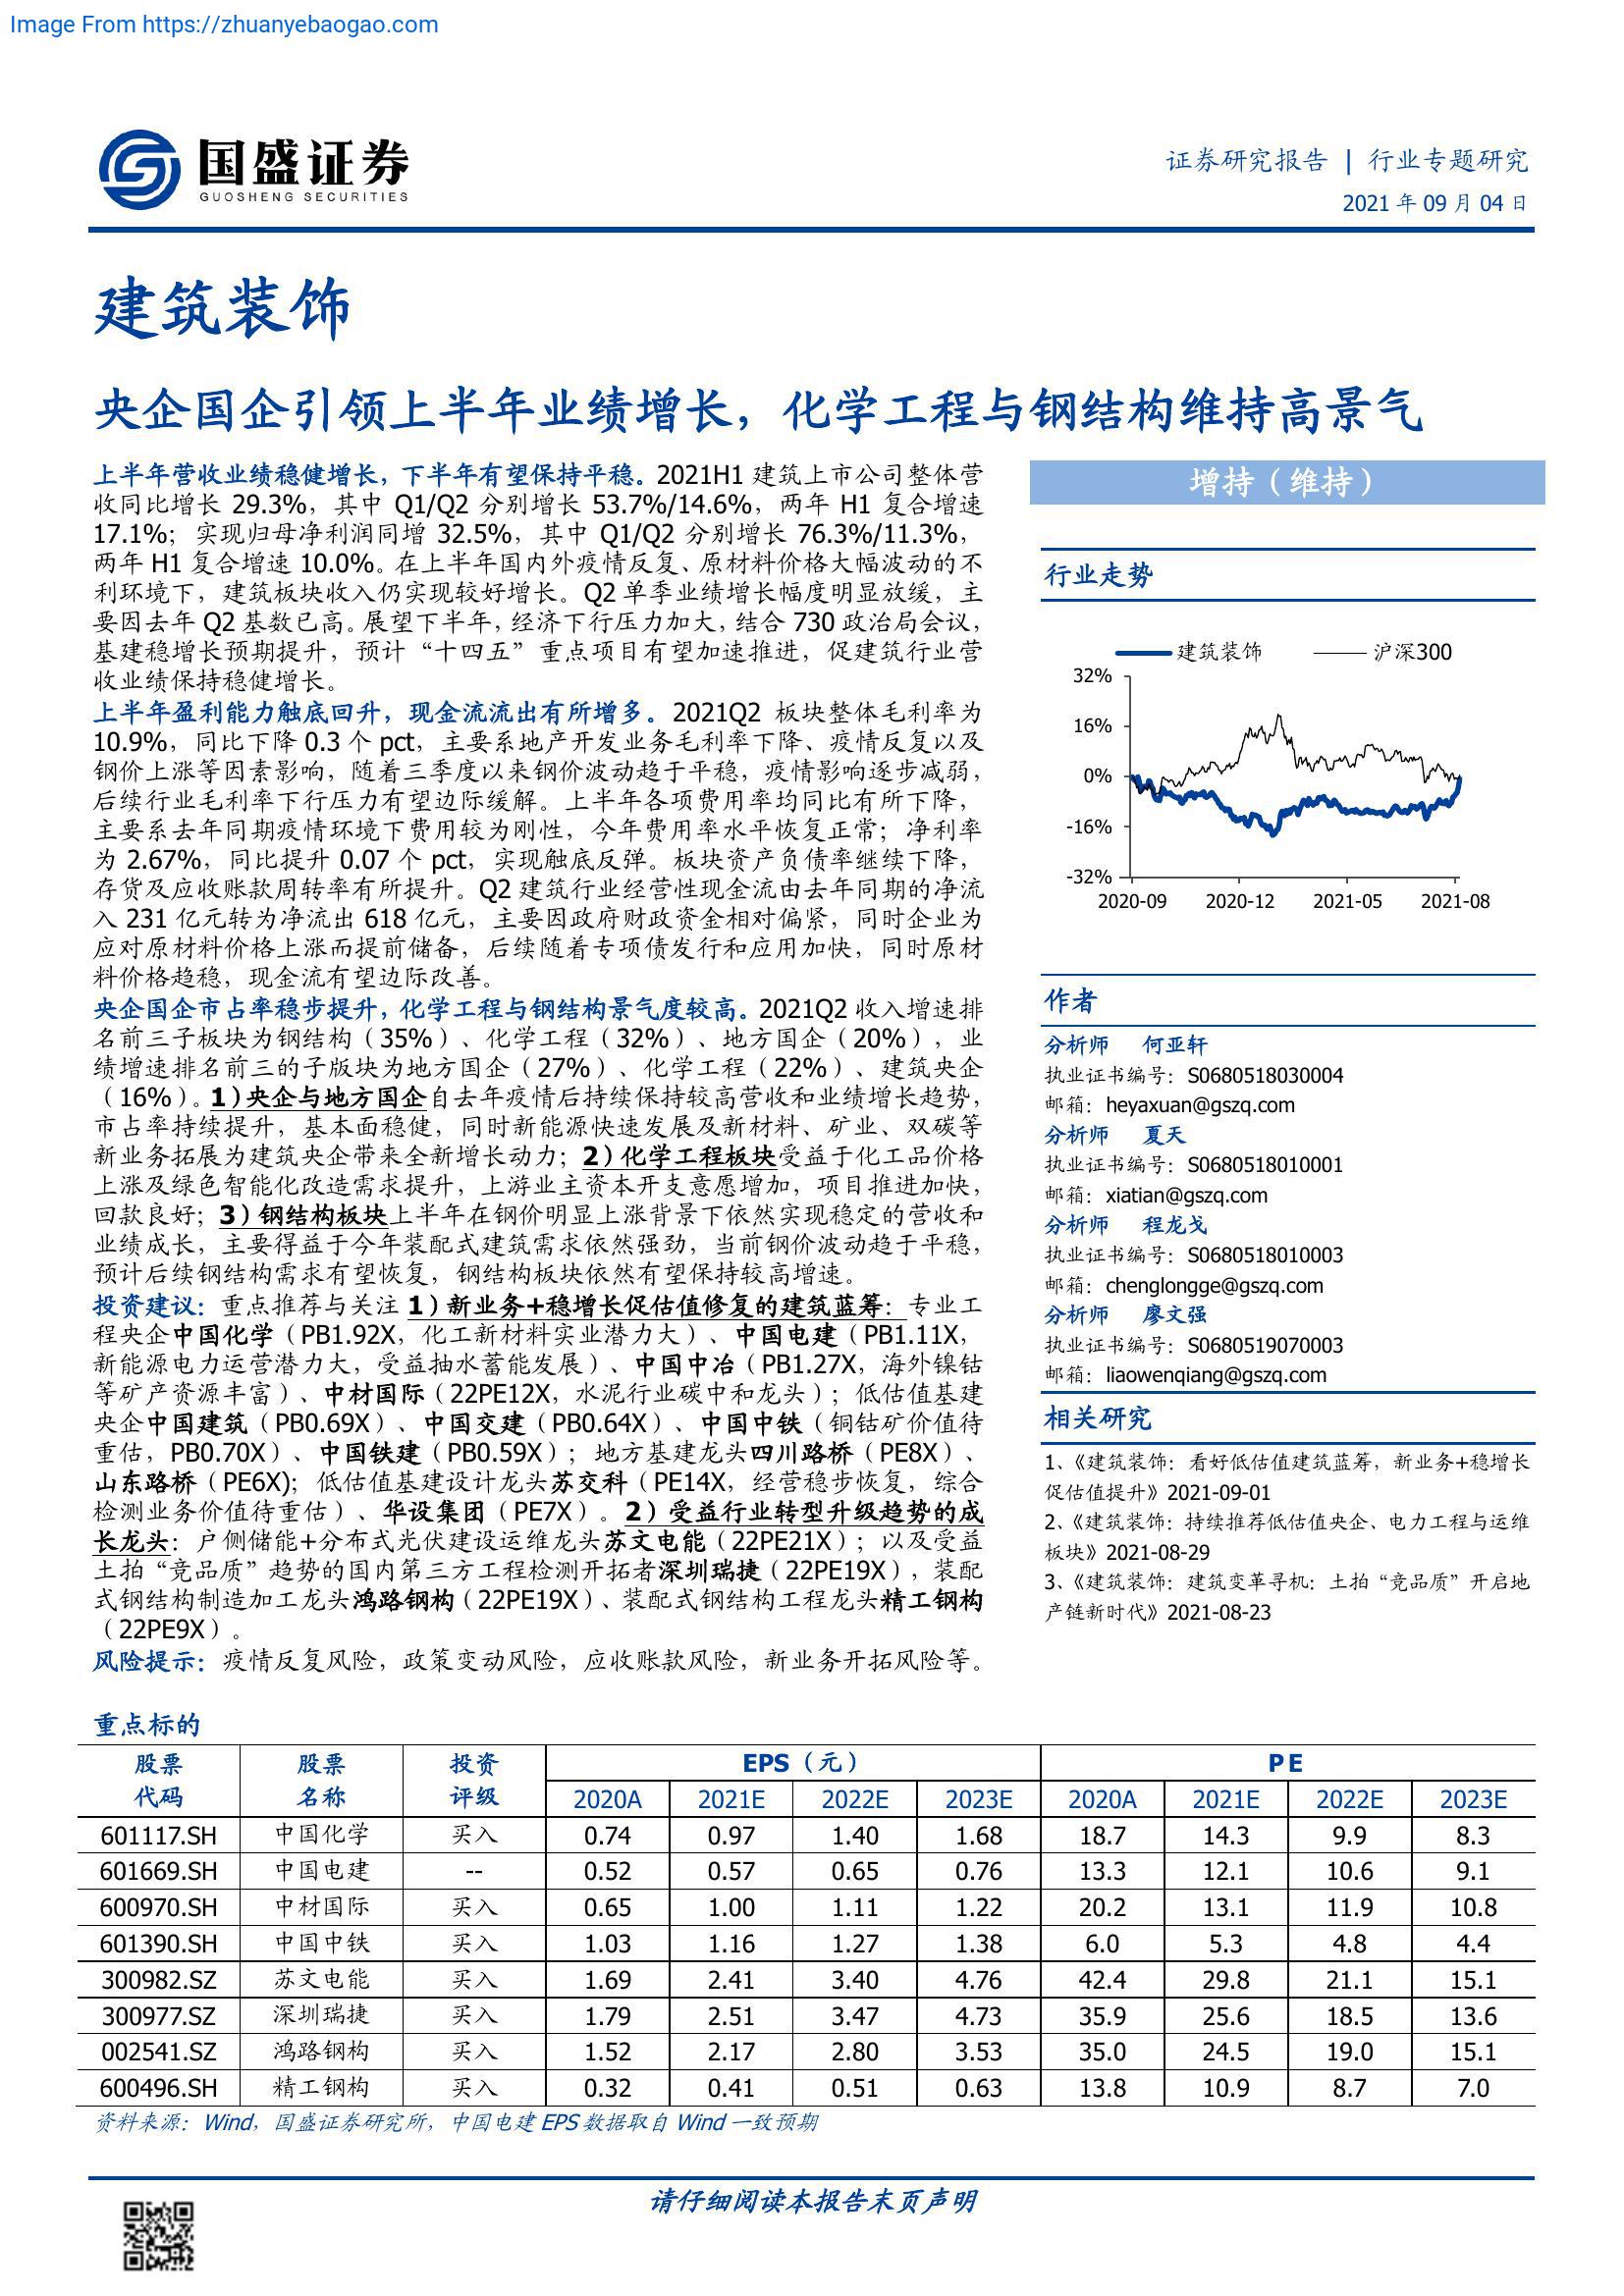 Image From https://zhuanyebaogao.com
国盛证券
GUOSHENG SECURITIES
证券研究报告 | 行业专题研究
2021 年 09 月 04 日
建筑装饰
央企国企引领上半年业绩增长，化学工程与钢结构维持高景气
上半年营收业绩稳健增长，下半年有望保持平稳。2021H1 建筑上市公司整体营
收同比增长 29.3%，其中 Q1/Q2 分别增长 53.7%/14.6%，两年 H1 复合增速
17.1%；实现归母净利润同增 32.5%，其中 Q1/Q2 分别增长 76.3%/11.3%，
两年 H1 复合增速 10.0%。在上半年国内外疫情反复、原材料价格大幅波动的不
利环境下，建筑板块收入仍实现较好增长。Q2 单季业绩增长幅度明显放缓，主
要因去年 Q2 基数已高。展望下半年，经济下行压力加大，结合 730 政治局会议，
基建稳增长预期提升，预计“十四五”重点项目有望加速推进，促建筑行业营
收业绩保持稳健增长。
上半年盈利能力触底回升，现金流流出有所增多。2021Q2 板块整体毛利率为
10.9%，同比下降 0.3 个 pct，主要系地产开发业务毛利率下降、疫情反复以及
钢价上涨等因素影响，随着三季度以来钢价波动趋于平稳，疫情影响逐步减弱，
后续行业毛利率下行压力有望边际缓解。上半年各项费用率均同比有所下降，
主要系去年同期疫情环境下费用较为刚性，今年费用率水平恢复正常；净利率
为 2.67%，同比提升 0.07 个 pct，实现触底反弹。板块资产负债率继续下降，
存货及应收账款周转率有所提升。Q2 建筑行业经营性现金流由去年同期的净流
入 231 亿元转为净流出 618 亿元，主要因政府财政资金相对偏紧，同时企业为
应对原材料价格上涨而提前储备，后续随着专项债发行和应用加快，同时原材
料价格趋稳，现金流有望边际改善。
央企国企市占率稳步提升，化学工程与钢结构景气度较高。2021Q2 收入增速排
名前三子板块为钢结构（35%）、化学工程（32%）、地方国企（20%），业
绩增速排名前三的子版块为地方国企（27%）、化学工程（22%）、建筑央企
（16%）。1）央企与地方国企自去年疫情后持续保持较高营收和业绩增长趋势，
市占率持续提升，基本面稳健，同时新能源快速发展及新材料、矿业、双碳等
新业务拓展为建筑央企带来全新增长动力；2）化学工程板块受益于化工品价格
上涨及绿色智能化改造需求提升，上游业主资本开支意愿增加，项目推进加快，
回款良好；3）钢结构板块上半年在钢价明显上涨背景下依然实现稳定的营收和
业绩成长，主要得益于今年装配式建筑需求依然强劲，当前钢价波动趋于平稳，
预计后续钢结构需求有望恢复，钢结构板块依然有望保持较高增速。
投资建议：重点推荐与关注 1）新业务+稳增长促估值修复的建筑蓝筹：专业工
程央企中国化学（PB1.92X，化工新材料实业潜力大）、中国电建（PB1.11X，
新能源电力运营潜力大，受益抽水蓄能发展）、中国中冶（PB1.27X，海外镍钴
等矿产资源丰富）、中材国际（22PE12X，水泥行业碳中和龙头）；低估值基建
央企中国建筑（PB0.69X）、中国交建（PB0.64X）、中国中铁（铜钴矿价值待
重估，PB0.70X）、中国铁建（PB0.59X）；地方基建龙头四川路桥（PE8X）、
山东路桥（PE6X)；低估值基建设计龙头苏交科（PE14X，经营稳步恢复，综合
检测业务价值待重估）、华设集团（PE7X）。2）受益行业转型升级趋势的成
长龙头：户侧储能+分布式光伏建设运维龙头苏文电能（22PE21X）；以及受益
土拍“竞品质”趋势的国内第三方工程检测开拓者深圳瑞捷（22PE19X），装配
式钢结构制造加工龙头鸿路钢构（22PE19X）、装配式钢结构工程龙头精工钢构
（22PE9X）。
风险提示：疫情反复风险，政策变动风险，应收账款风险，新业务开拓风险等。
增持（维持）
行业走势
建筑装饰 沪深300
32%
16%
0%
-16%
-32%
2020-09 2020-12 2021-05 2021-08
作者
分析师 何亚轩
执业证书编号：S0680518030004
邮箱：heyaxuan@gszq.com
分析师 夏天
执业证书编号：S0680518010001
邮箱：xiatian@gszq.com
分析师 程龙戈
执业证书编号：S0680518010003
邮箱：chenglongge@gszq.com
分析师 廖文强
执业证书编号：S0680519070003
邮箱：liaowenqiang@gszq.com
相关研究
1、《建筑装饰：看好低估值建筑蓝筹，新业务+稳增长
促估值提升》2021-09-01
2、《建筑装饰：持续推荐低估值央企、电力工程与运维
板块》2021-08-29
3、《建筑装饰：建筑变革寻机：土拍“竞品质”开启地
产链新时代》2021-08-23
重点标的
股票 股票 投资 EPS（元） PE
代码 名称 评级 2020A 2021E 2022E 2023E 2020A 2021E 2022E 2023E
601117.SH 中国化学 买入 0.74 0.97 1.40 1.68 18.7 14.3 9.9 8.3
601669.SH 中国电建 -- 0.52 0.57 0.65 0.76 13.3 12.1 10.6 9.1
600970.SH 中材国际 买入 0.65 1.00 1.11 1.22 20.2 13.1 11.9 10.8
601390.SH 中国中铁 买入 1.03 1.16 1.27 1.38 6.0 5.3 4.8 4.4
300982.SZ 苏文电能 买入 1.69 2.41 3.40 4.76 42.4 29.8 21.1 15.1
300977.SZ 深圳瑞捷 买入 1.79 2.51 3.47 4.73 35.9 25.6 18.5 13.6
002541.SZ 鸿路钢构 买入 1.52 2.17 2.80 3.53 35.0 24.5 19.0 15.1
600496.SH 精工钢构 买入 0.32 0.41 0.51 0.63 13.8 10.9 8.7 7.0
资料来源：Wind，国盛证券研究所，中国电建 EPS 数据取自 Wind 一致预期
请仔细阅读本报告末页声明